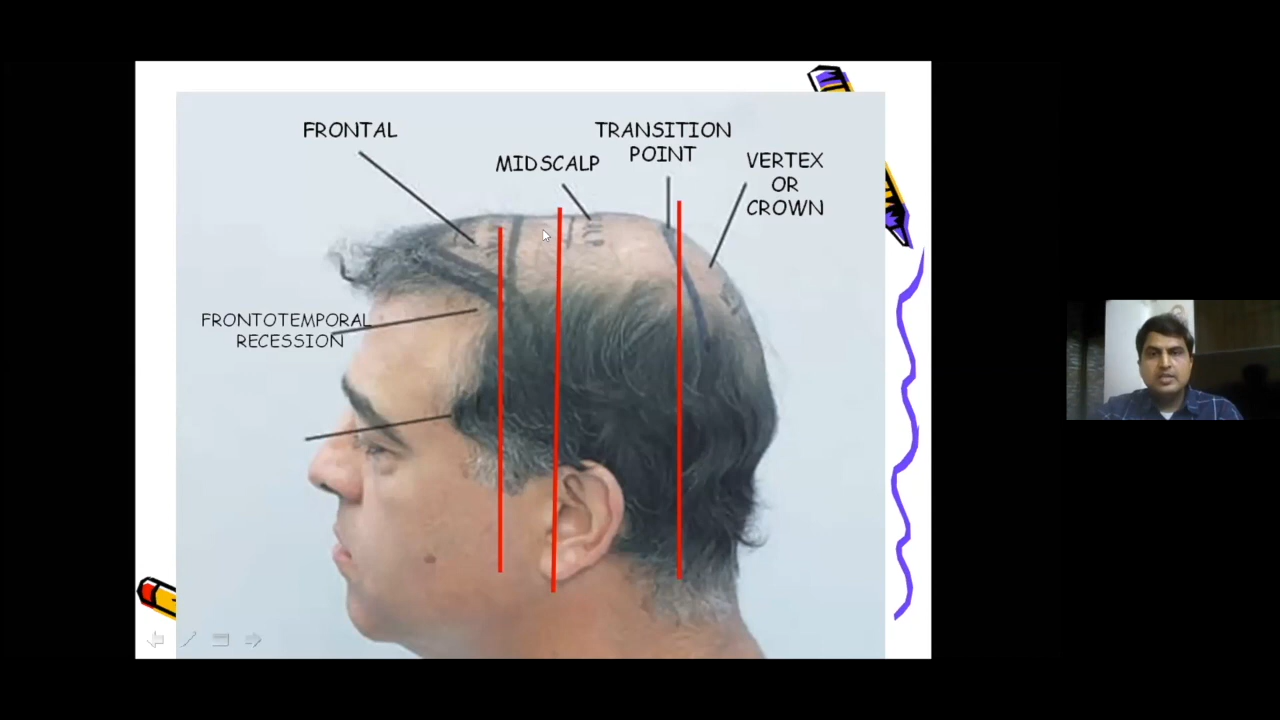 FRONTAL
MIDSCALP
TRANSITION
POINT
VERTEX
OR
CROWN
FRONTOTEMPORAL
RECESSION